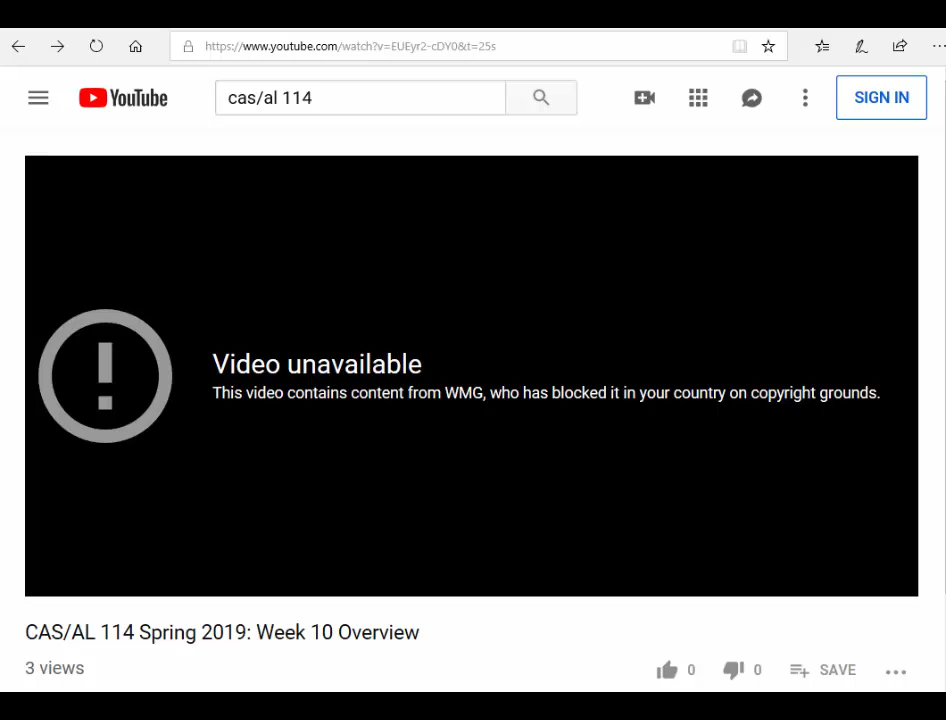 https://www.youtube.com/watch?v=EUEyr2-cDY0&t=25s
YouTube
cas/al 114
SIGN IN
Video unavailable
This video contains content from WMG, who has blocked it in your country on copyright grounds.
CAS/AL 114 Spring 2019: Week 10 Overview
3 views
0
0
SAVE